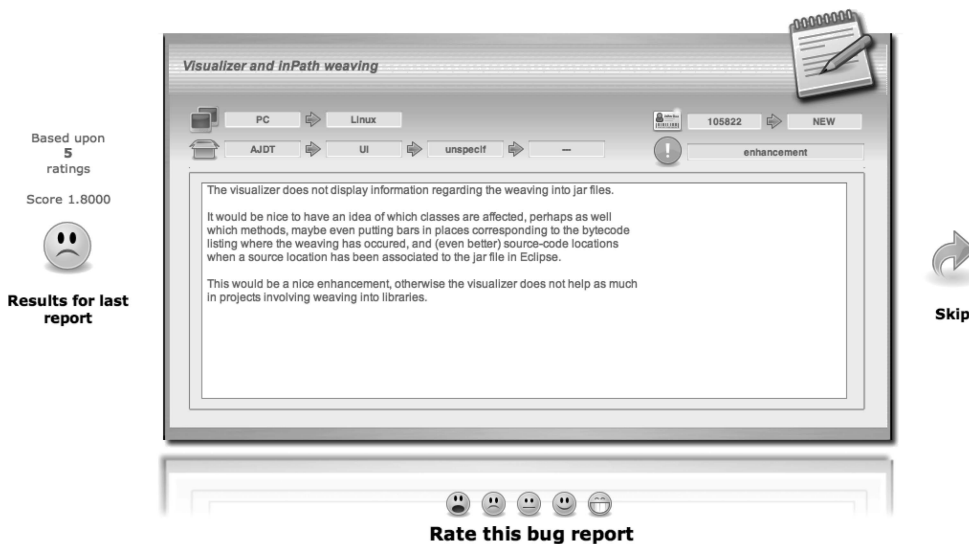 Visualizer and inPath weaving
PC
Linux
105822
NEW
AJDT
UI
unspecif
—
enhancement
Based upon
5
ratings
Score 1.8000
Results for last
report
The visualizer does not display information regarding the weaving into jar files.
It would be nice to have an idea of which classes are affected, perhaps as well
which methods, maybe even putting bars in places corresponding to the bytecode
listing where the weaving has occured, and (even better) source-code locations
when a source location has been associated to the jar file in Eclipse.
This would be a nice enhancement, otherwise the visualizer does not help as much
in projects involving weaving into libraries.
Skip
Rate this bug report